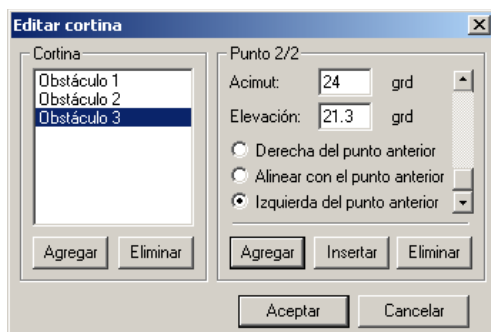 Editar cortina
Cortina
Obstáculo 1
Obstáculo 2
Obstáculo 3
Agregar Eliminar
Punto 2/2
Acimut: 24 grd
Elevación: 21.3 grd
Derecha del punto anterior
Alinear con el punto anterior
Izquierda del punto anterior
Agregar Insertar Eliminar
Aceptar Cancelar